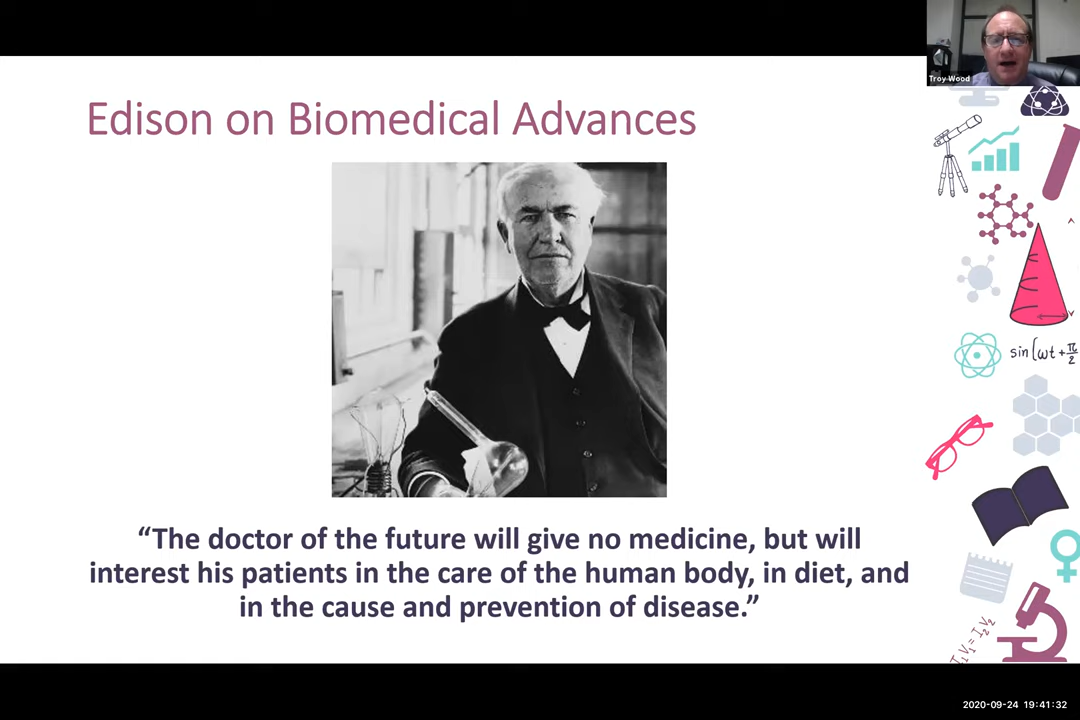 Troy Wood
Edison on Biomedical Advances
sin(ωt+π/2
“The doctor of the future will give no medicine, but will
interest his patients in the care of the human body, in diet, and
in the cause and prevention of disease.”
I₁V₁=I₂V₂
2020-09-24 19:41:32